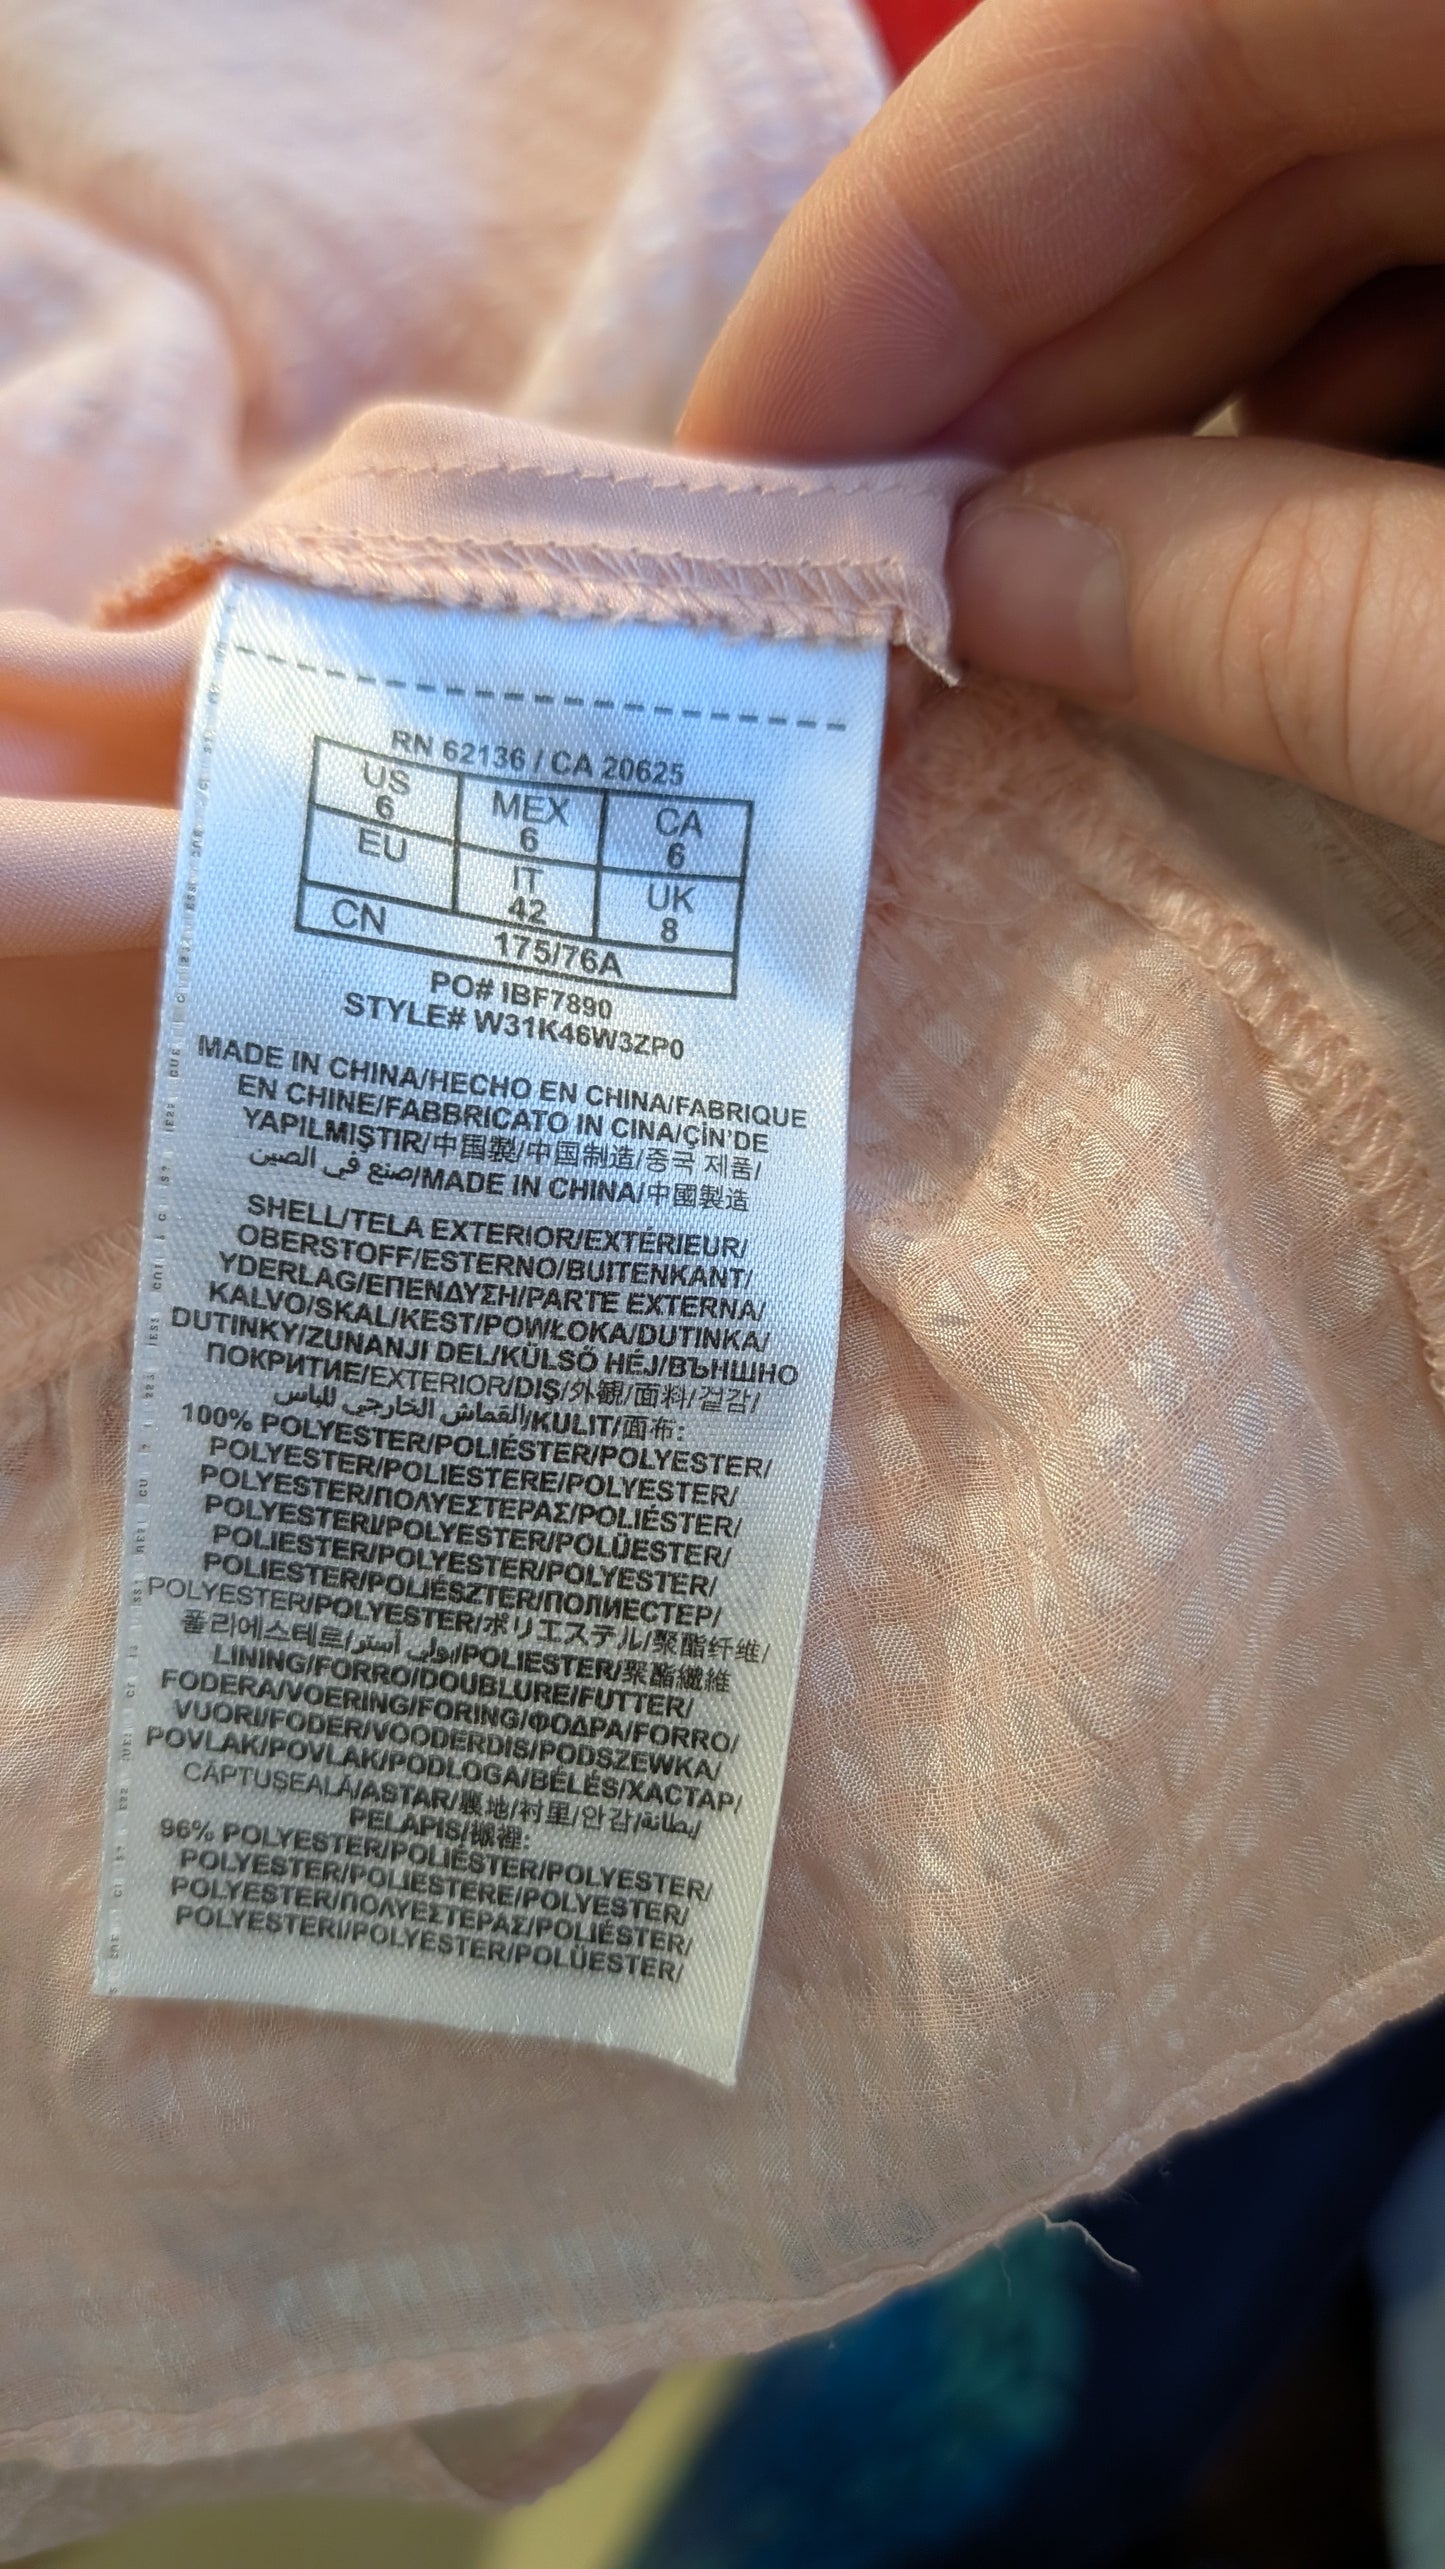 RN 62136 / CA 20625
US MEX CA
6 6 6
EU IT UK
42 8
CN 175/76A
PO# IBF7890
STYLE# W31K46W3ZP0
MADE IN CHINA/HECHO EN CHINA/FABRIQUE
EN CHINE/FABBRICATO IN CINA/ÇİN'DE
YAPILMIŞTIR/中国製/中国制造/중국 제품/
صنع في الصين/MADE IN CHINA/中國製造
SHELL/TELA EXTERIOR/EXTÉRIEUR/
OBERSTOFF/ESTERNO/BUITENKANT/
YDERLAG/ΕΠΕΝΔΥΣΗ/PARTE EXTERNA/
KALVO/SKAL/KEST/POWŁOKA/DUTINKA/
DUTINKY/ZUNANJI DEL/KÜLSŐ HÉJ/ВЪНШНО
ПОКРИТИЕ/EXTERIOR/DIŞ/外観/面料/겉감/
القماش الخارجي للباس/KULIT/面布:
100% POLYESTER/POLIÉSTER/POLYESTER/
POLYESTER/POLIESTERE/POLYESTER/
POLYESTER/ΠΟΛΥΕΣΤΕΡΑΣ/POLIÉSTER/
POLYESTERI/POLYESTER/POLÜESTER/
POLIESTER/POLYESTER/POLYESTER/
POLIESTER/POLIÉSZTER/ПОЛИЕСТЕР/
POLYESTER/POLYESTER/ポリエステル/聚酯纤维/
폴리에스테르/بولي أستر/POLIESTER/聚酯纖維
LINING/FORRO/DOUBLURE/FUTTER/
FODERA/VOERING/FORING/ΦΟΔΡΑ/FORRO/
VUORI/FODER/VOODERDIS/PODSZEWKA/
POVLAK/POVLAK/PODLOGA/BÉLÉS/ХАСТАР/
CĂPTUŞEALĂ/ASTAR/裏地/衬里/안감/بطانة/
PELAPIS/襯裡:
96% POLYESTER/POLIÉSTER/POLYESTER/
POLYESTER/POLIESTERE/POLYESTER/
POLYESTER/ΠΟΛΥΕΣΤΕΡΑΣ/POLIÉSTER/
POLYESTERI/POLYESTER/POLÜESTER/